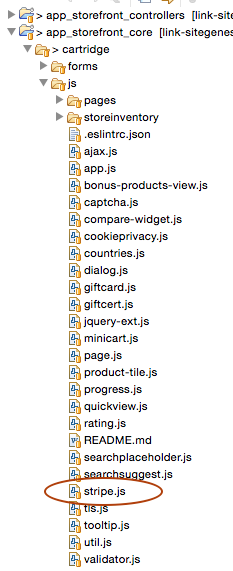 > app_storefront_controllers [link-site
> app_storefront_core [link-sitegenes
> cartridge
forms
js
pages
storeinventory
.eslintrc.json
ajax.js
app.js
bonus-products-view.js
captcha.js
compare-widget.js
cookieprivacy.js
countries.js
dialog.js
giftcard.js
giftcert.js
jquery-ext.js
minicart.js
page.js
product-tile.js
progress.js
quickview.js
rating.js
README.md
searchplaceholder.js
searchsuggest.js
stripe.js
tls.js
tooltip.js
util.js
validator.js